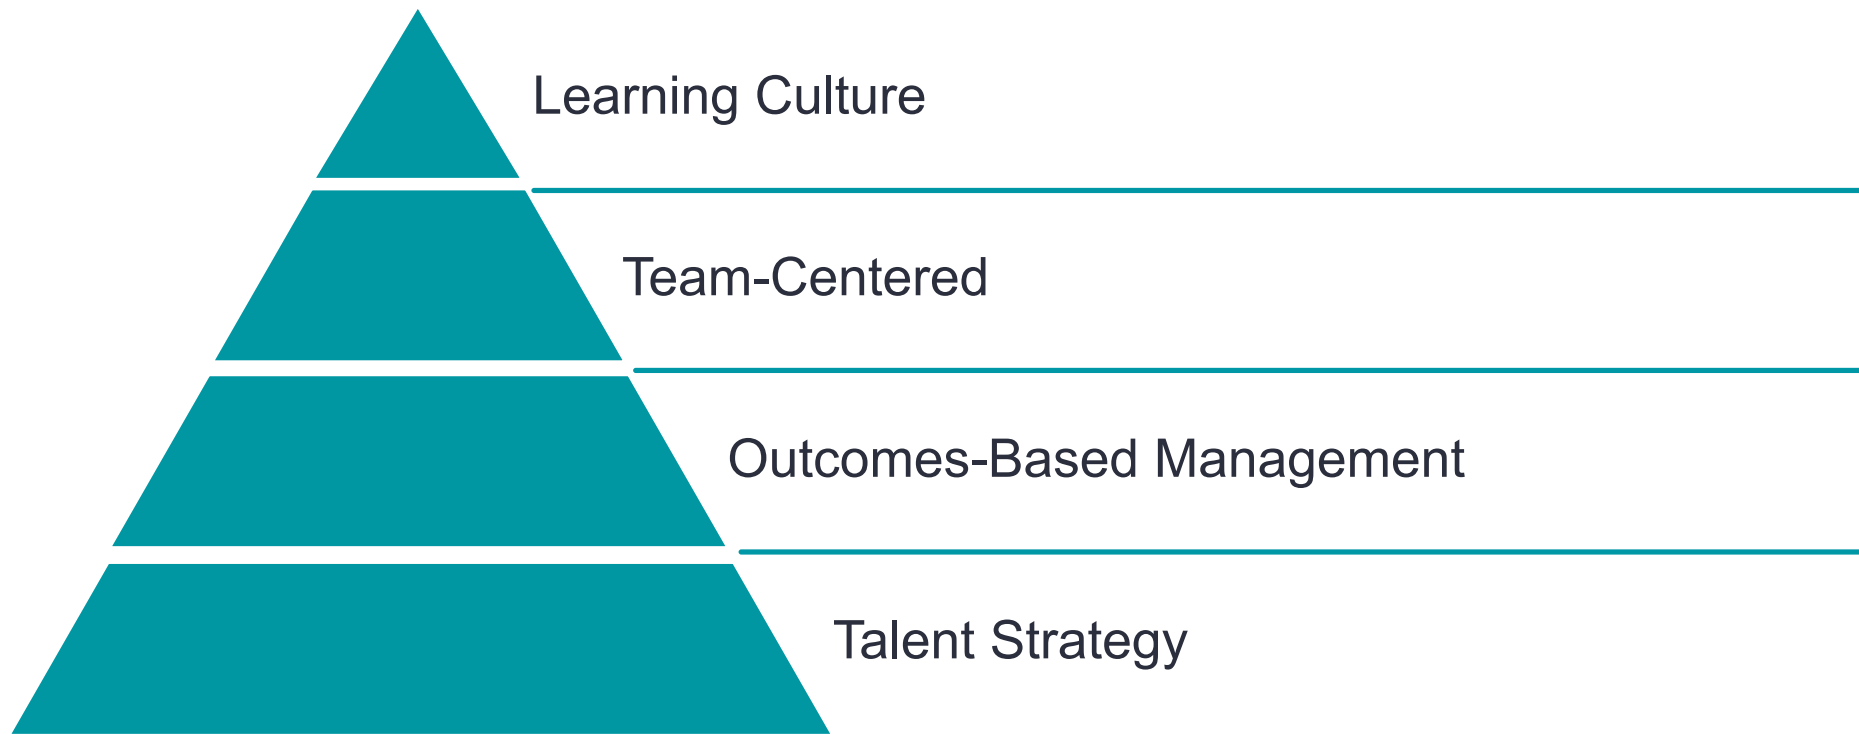 Learning Culture
Team-Centered
Outcomes-Based Management
Talent Strategy